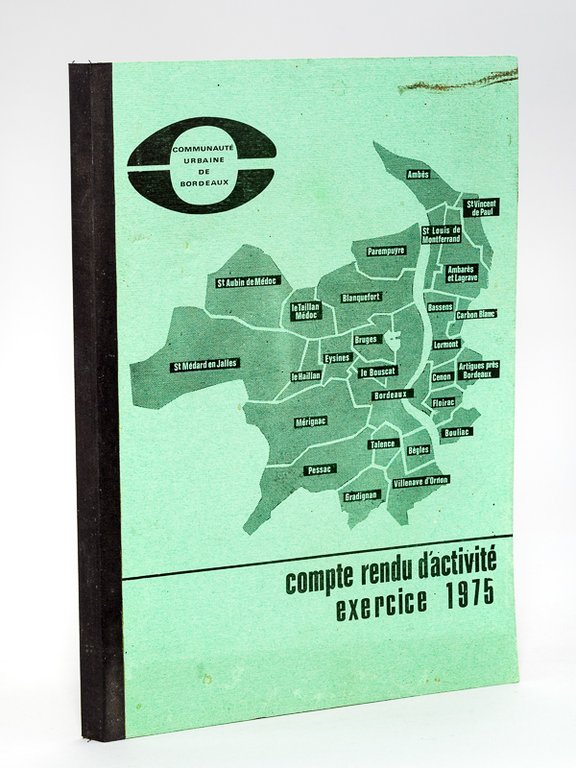 COMMUNAUTÉ
URBAINE
DE
BORDEAUX
Ambès
St Vincent
de Paul
St Louis de
Montferrand
Parempuyre
Ambarès
et Lagrave
St Aubin de Médoc
le Taillan
Médoc
Blanquefort
Bassens
Carbon Blanc
Bruges
Lormont
Eysines
St Médard en Jalles
le Haillan
le Bouscat
Cenon
Artigues près
Bordeaux
Bordeaux
Floirac
Mérignac
Bouliac
Talence
Bègles
Pessac
Villenave d'Ornon
Gradignan
compte rendu d'activité
exercice 1975